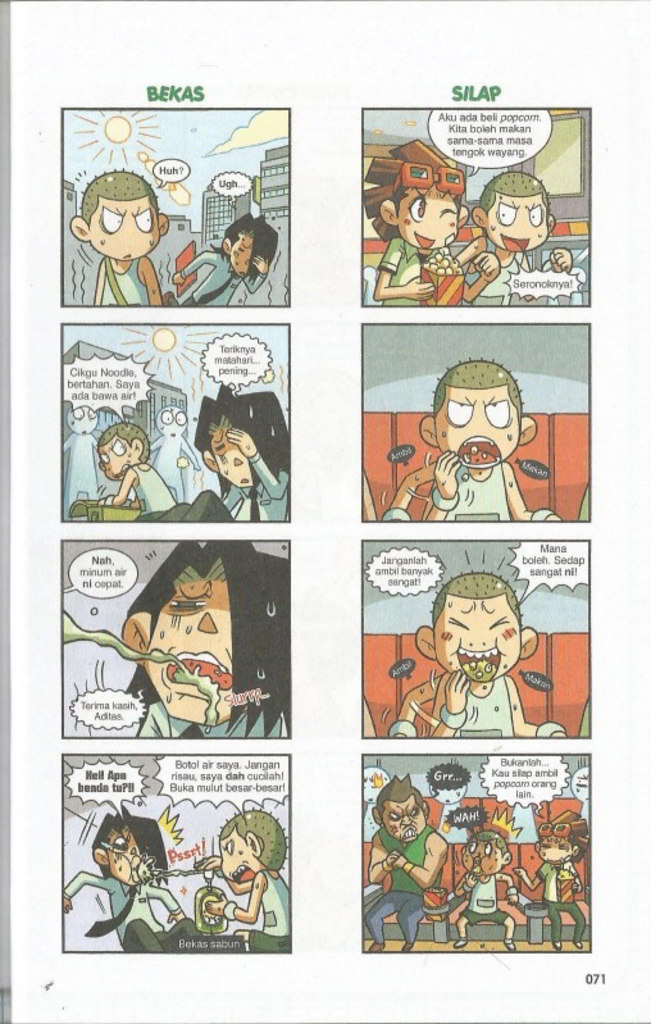 BEKAS
Huh?
Ugh...
Cikgu Noodle,
bertahan. Saya
ada bawa air!
Teriknya
matahari...
pening...
Nah,
minum air
ni cepat.
Terima kasih,
Aditas.
Slurrp...
Hei! Apa
benda tu?!!
Botol air saya. Jangan
risau, saya dah cucilah!
Buka mulut besar-besar!
Pssrt!
Bekas sabun
SILAP
Aku ada beli popcorn.
Kita boleh makan
sama-sama masa
tengok wayang.
Seronoknya!
Ambil
Makan
Janganlah
ambil banyak
sangat!
Mana
boleh. Sedap
sangat ni!
Ambil
Makan
Grr...
WAH!
Bukanlah...
Kau silap ambil
popcorn orang
lain.
071